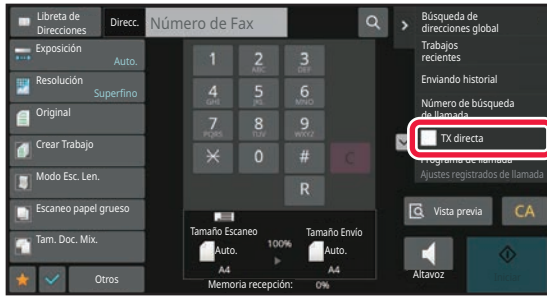 Libreta de
Direcciones
Direcc.
Número de Fax
Exposición
Auto.
Resolución
Superfino
Original
Crear Trabajo
Modo Esc. Len.
Escaneo papel grueso
Tam. Doc. Mix.
Otros
1
2
ABC
3
DEF
4
GHI
5
JKL
6
MNO
7
PQRS
8
TUV
9
WXYZ
0
#
C
R
Tamaño Escaneo
Auto.
A4
100%
Tamaño Envío
Auto.
A4
Memoria recepción:
0%
Búsqueda de
direcciones global
Trabajos
recientes
Enviando historial
Número de búsqueda
de llamada
TX directa
Programa de llamada
Ajustes registrados de llamada
Vista previa
CA
Altavoz